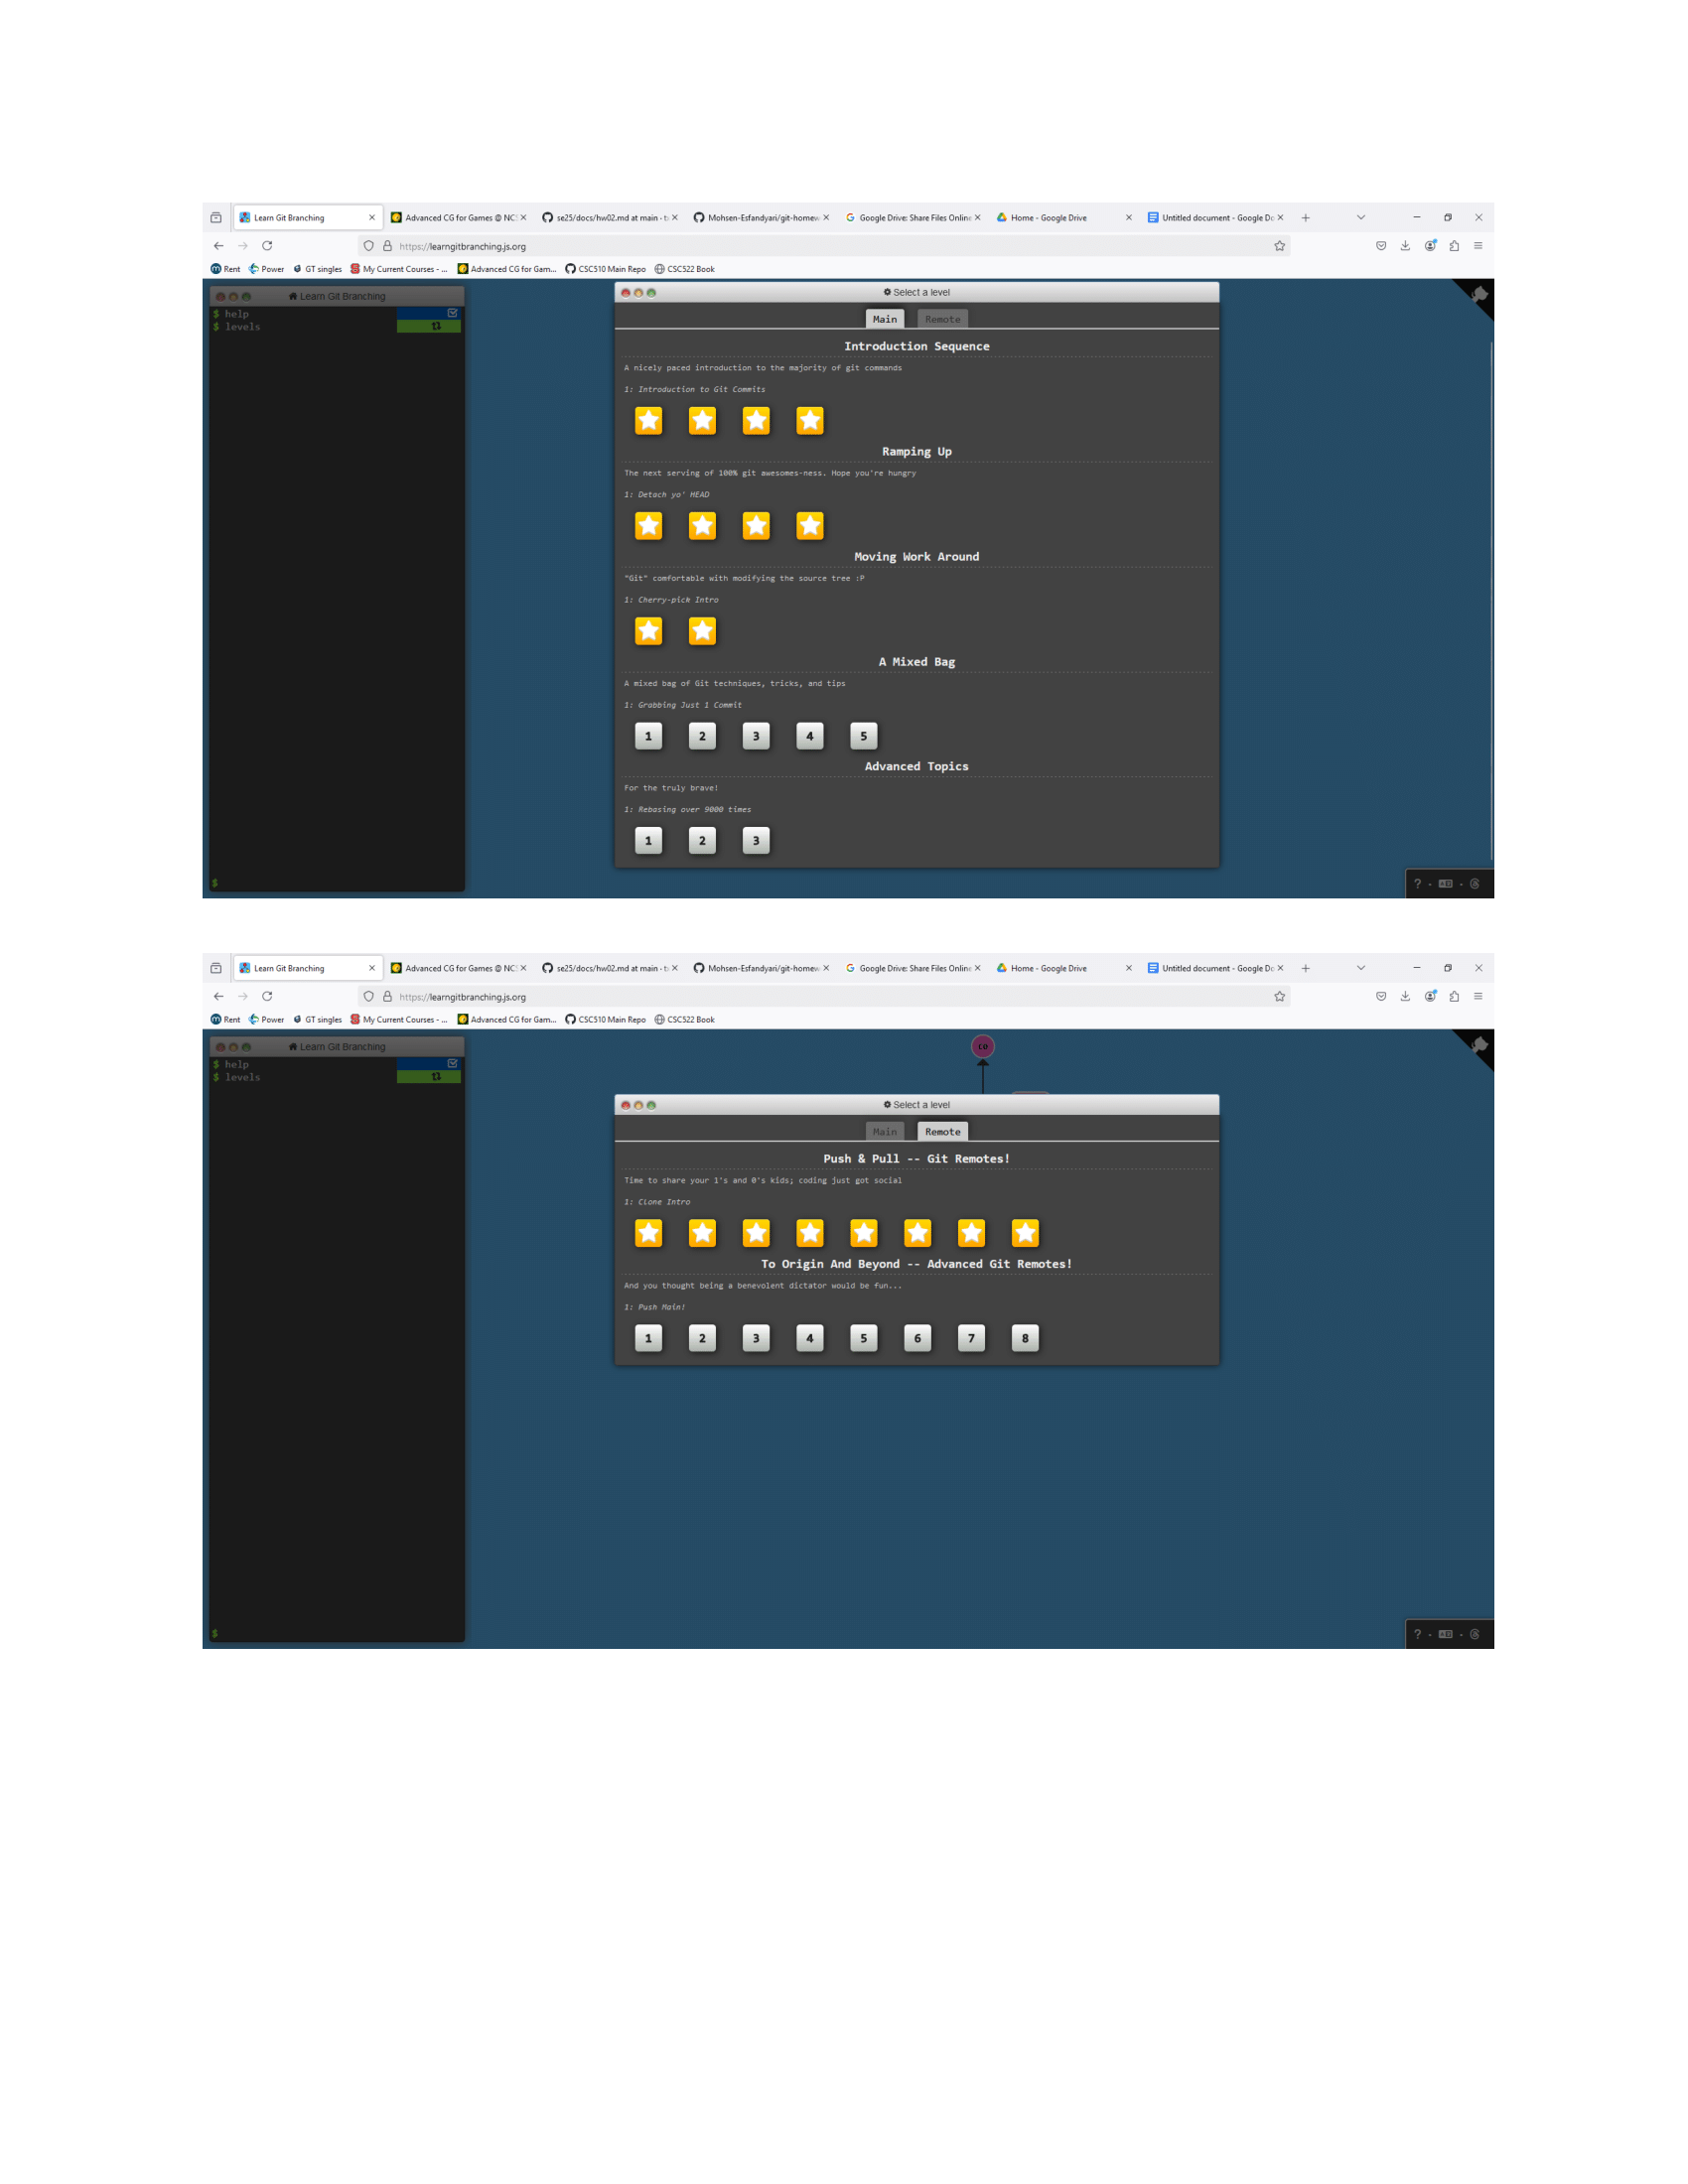 Learn Git Branching × Advanced CG for Games @ NC × se25/docs/hw02.md at main · × Mohsen-Esfandyari/git-homew × Google Drive: Share Files Online × Home - Google Drive × Untitled document - Google Do × +
https://learngitbranching.js.org
Rent Power GT singles My Current Courses - ... Advanced CG for Gam... CSC510 Main Repo CSC522 Book
Learn Git Branching
$ help
$ levels
$
Select a level
Main Remote
Introduction Sequence
A nicely paced introduction to the majority of git commands
1: Introduction to Git Commits
Ramping Up
The next serving of 100% git awesomes-ness. Hope you're hungry
1: Detach yo' HEAD
Moving Work Around
"Git" comfortable with modifying the source tree :P
1: Cherry-pick Intro
A Mixed Bag
A mixed bag of Git techniques, tricks, and tips
1: Grabbing Just 1 Commit
1 2 3 4 5
Advanced Topics
For the truly brave!
1: Rebasing over 9000 times
1 2 3
?
Learn Git Branching × Advanced CG for Games @ NC × se25/docs/hw02.md at main · × Mohsen-Esfandyari/git-homew × Google Drive: Share Files Online × Home - Google Drive × Untitled document - Google Do × +
https://learngitbranching.js.org
Rent Power GT singles My Current Courses - ... Advanced CG for Gam... CSC510 Main Repo CSC522 Book
Learn Git Branching
$ help
$ levels
$
C0
Select a level
Main Remote
Push & Pull -- Git Remotes!
Time to share your 1's and 0's kids; coding just got social
1: Clone Intro
To Origin And Beyond -- Advanced Git Remotes!
And you thought being a benevolent dictator would be fun...
1: Push Main!
1 2 3 4 5 6 7 8
?